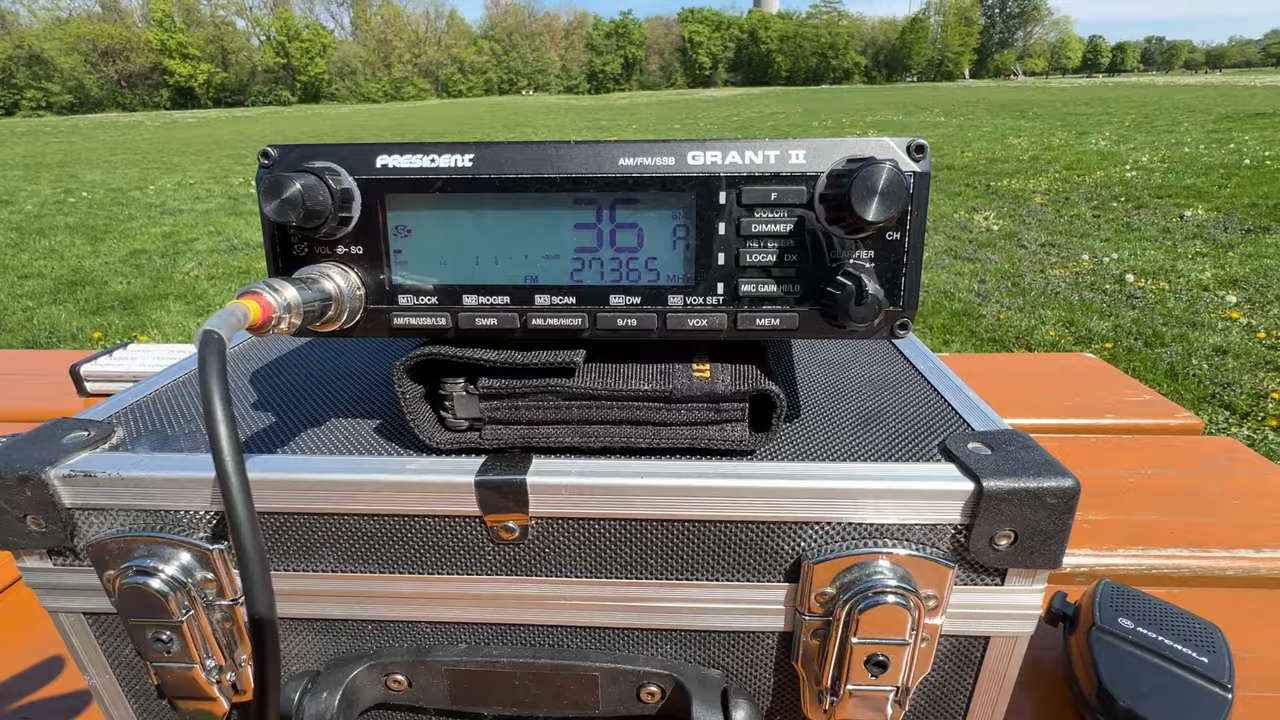 PRESIDENT
AM/FM/SSB GRANT II
F
COLOR
DIMMER
KEY BEEP
LOCAL DX
MIC GAIN HI/LO
CH
CLARIFIER
VOL SQ
36
BND
A
FM 27.365 MHz
M1 LOCK M2 ROGER M3 SCAN M4 DW M5 VOX SET
AM/FM/USB/LSB SWR ANL/NB/HICUT 9/19 VOX MEM
MOTOROLA